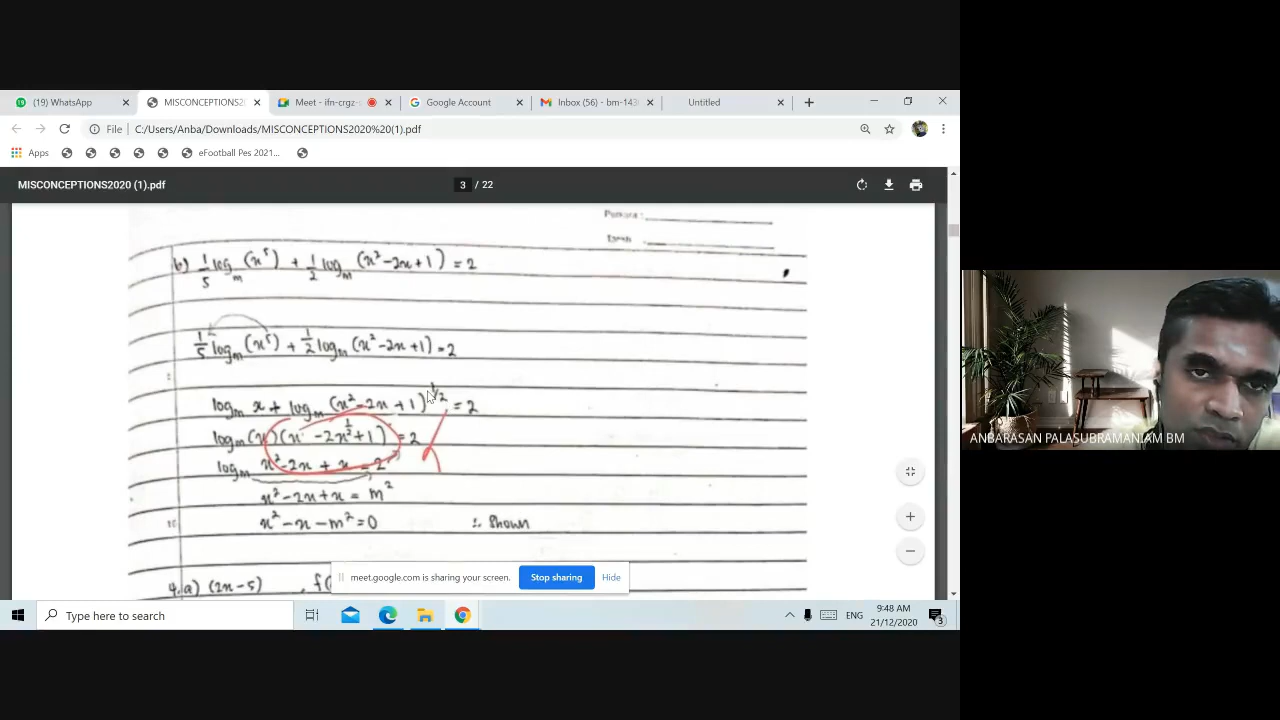 (19) WhatsApp
MISCONCEPTIONS20
Meet - ifn-crgz-
Google Account
Inbox (56) - bm-143
Untitled
File
C:/Users/Anba/Downloads/MISCONCEPTIONS2020%20(1).pdf
Apps
eFootball Pes 2021...
MISCONCEPTIONS2020 (1).pdf
3 / 22
b) 1/5 log_m (x^5) + 1/2 log_m (x^2 - 2x + 1) = 2
1/5 log_m (x^5) + 1/2 log_m (x^2 - 2x + 1) = 2
log_m x + log_m (x^2 - 2x + 1)^1/2 = 2
log_m (x) (x - 2x^1/2 + 1) = 2
log_m x^2 - 2x + x = 2
x^2 - 2x + x = m^2
x^2 - x - m^2 = 0 ∴ Shown
4.a) (2x - 5) , f(
meet.google.com is sharing your screen.
Stop sharing
Hide
ANBARASAN PALASUBRAMANIAM BM
Type here to search
ENG
9:48 AM
21/12/2020
3